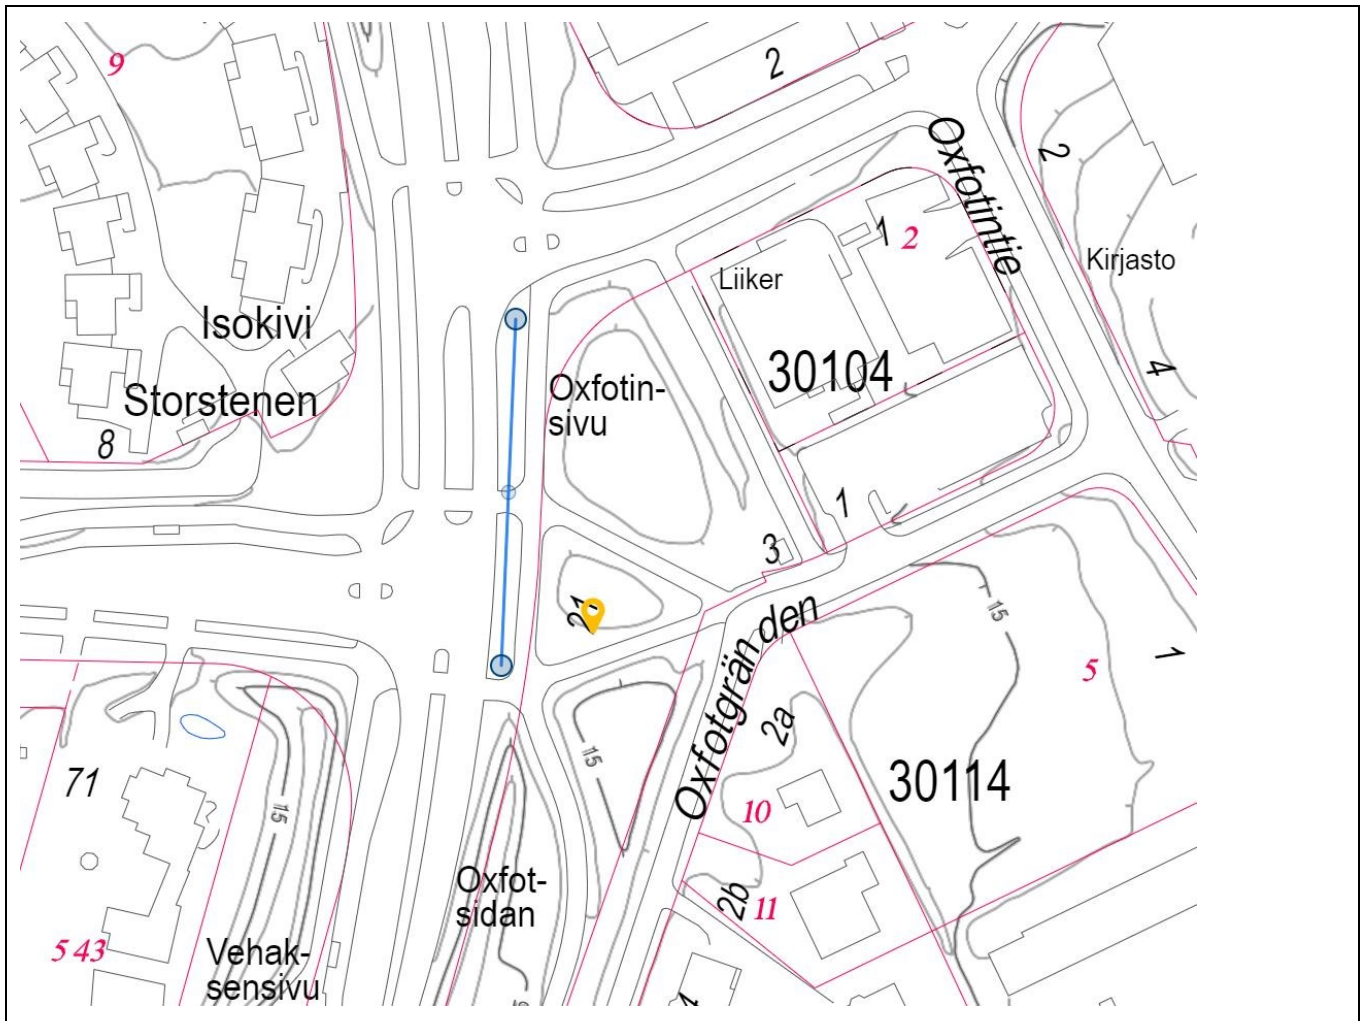 9
2
Oxfotintie
2
1
2
Kirjasto
Liiker
Isokivi
30104
4
Oxfotin-
sivu
Storstenen
8
1
3
21
Oxfotgrän den
15
1
5
2a
15
71
30114
15
10
Oxfot-
sidan
2b
11
5 43
Vehak-
sensivu